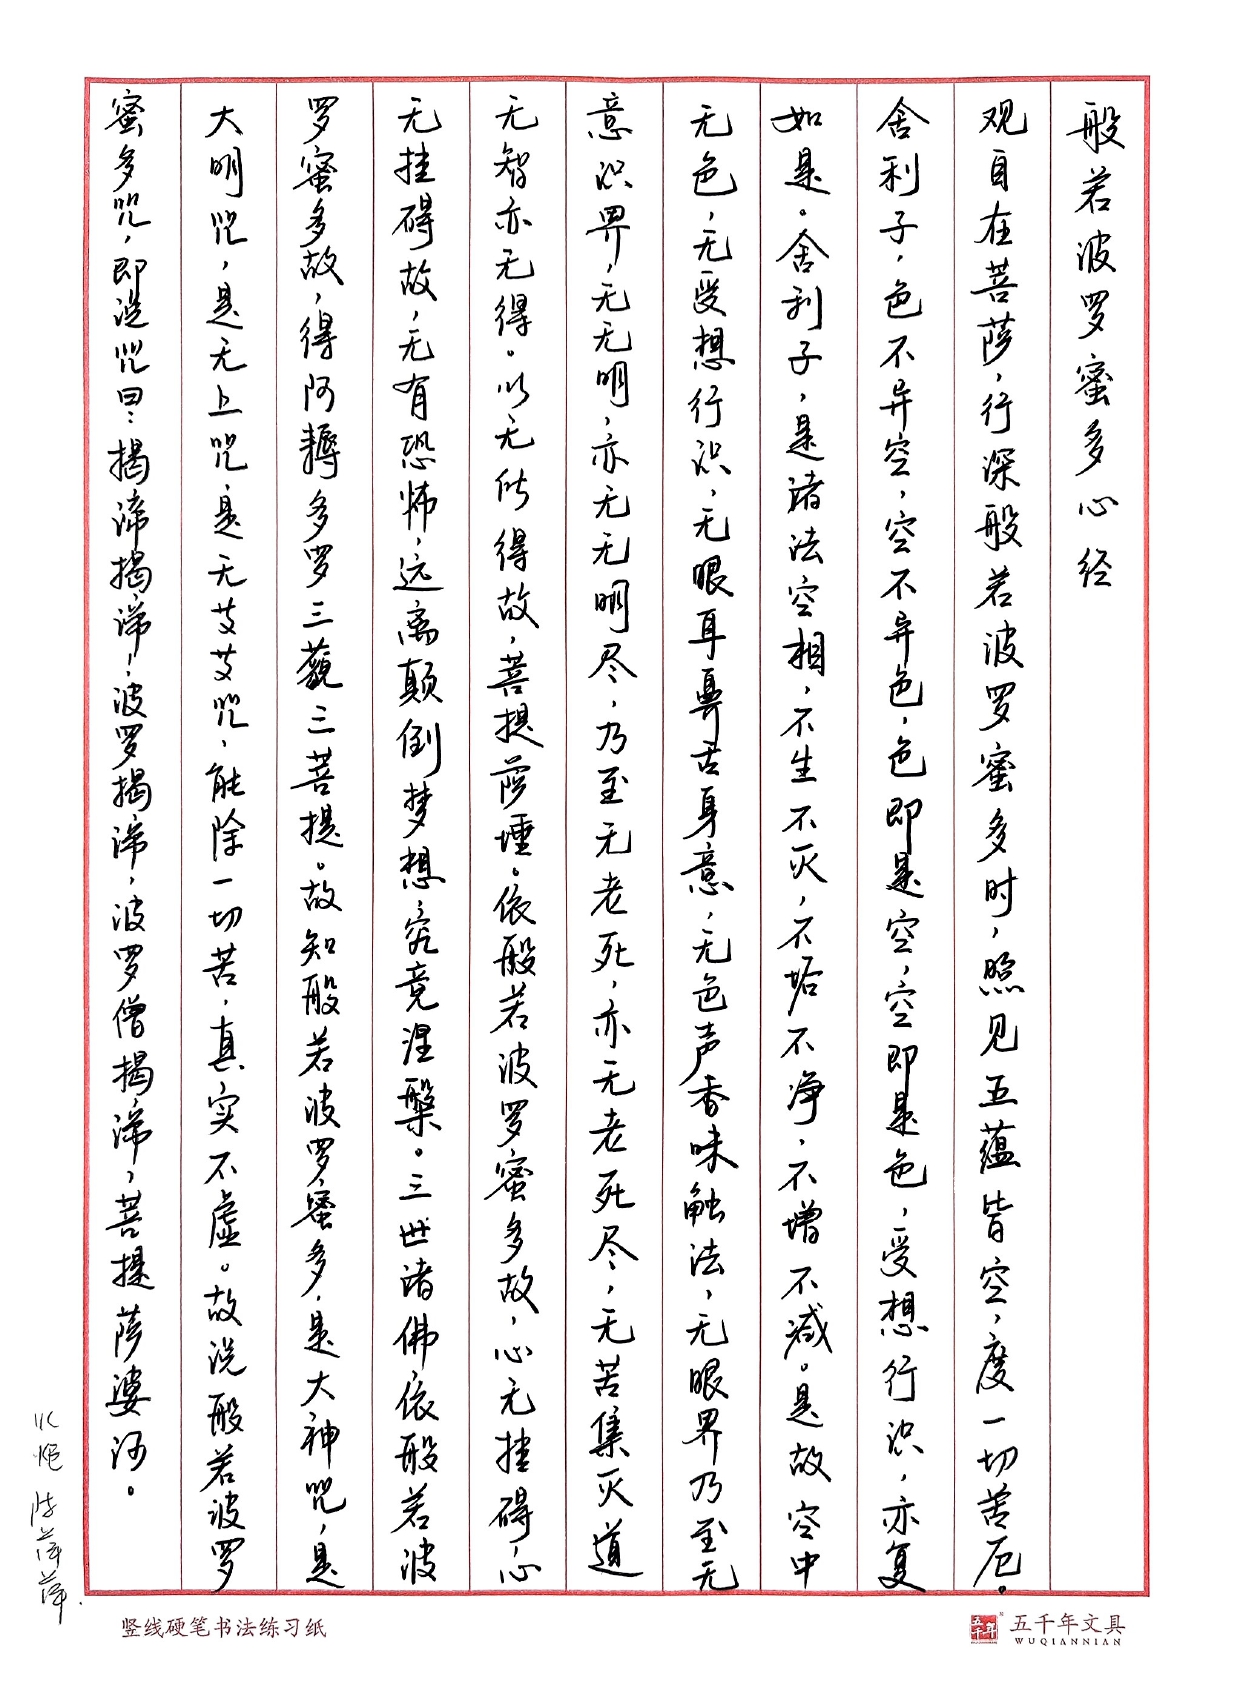 般若波罗蜜多心经
观自在菩萨，行深般若波罗蜜多时，照见五蕴皆空，度一切苦厄。
舍利子，色不异空，空不异色，色即是空，空即是色，受想行识，亦复
如是。舍利子，是诸法空相，不生不灭，不垢不净，不增不减。是故空中
无色，无受想行识，无眼耳鼻舌身意，无色声香味触法，无眼界乃至无
意识界，无无明，亦无无明尽，乃至无老死，亦无老死尽，无苦集灭道
无智亦无得。以无所得故，菩提萨埵。依般若波罗蜜多故，心无挂碍心
无挂碍故，无有恐怖，远离颠倒梦想究竟涅槃。三世诸佛依般若波
罗蜜多故，得阿耨多罗三藐三菩提。故知般若波罗蜜多，是大神咒，是
大明咒，是无上咒是无等等咒，能除一切苦，真实不虚。故说般若波罗
蜜多咒，即说咒曰：揭谛揭谛，波罗揭谛，波罗僧揭谛，菩提萨婆诃。
竖线硬笔书法练习纸
五千年文具
WUQIANNIAN